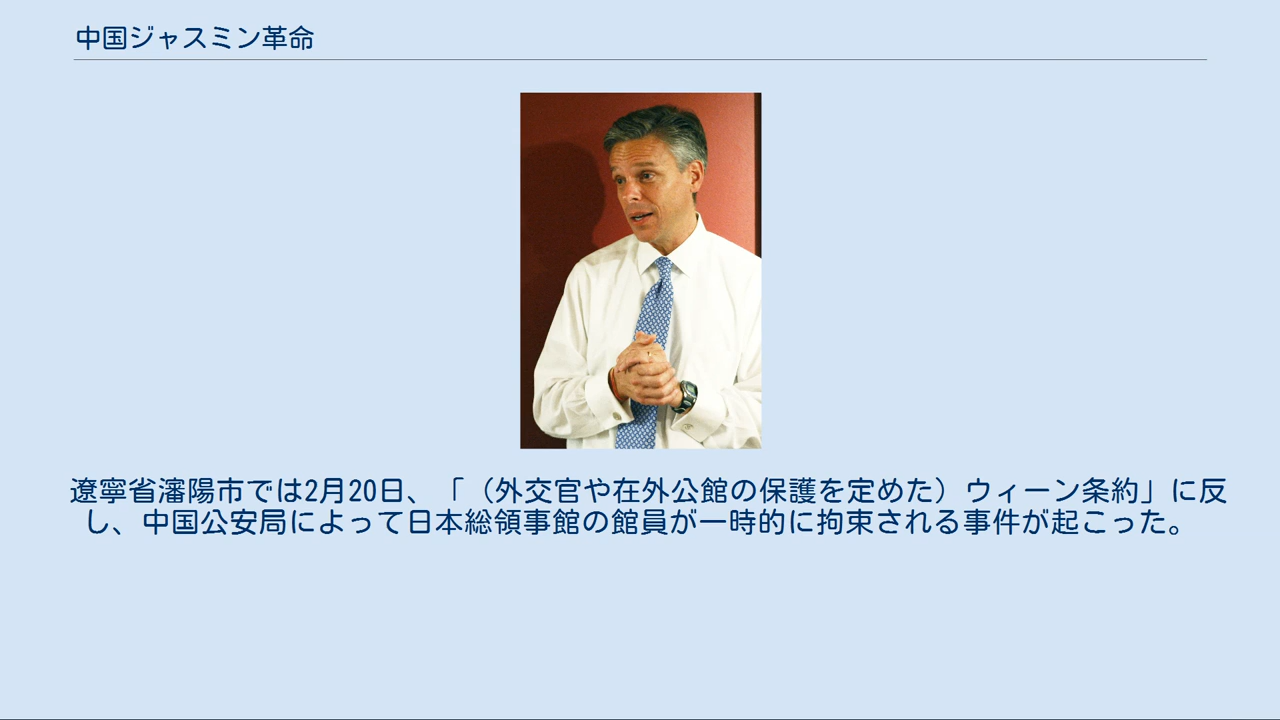 中国ジャスミン革命
遼寧省瀋陽市では2月20日、「（外交官や在外公館の保護を定めた）ウィーン条約」に反
し、中国公安局によって日本総領事館の館員が一時的に拘束される事件が起こった。